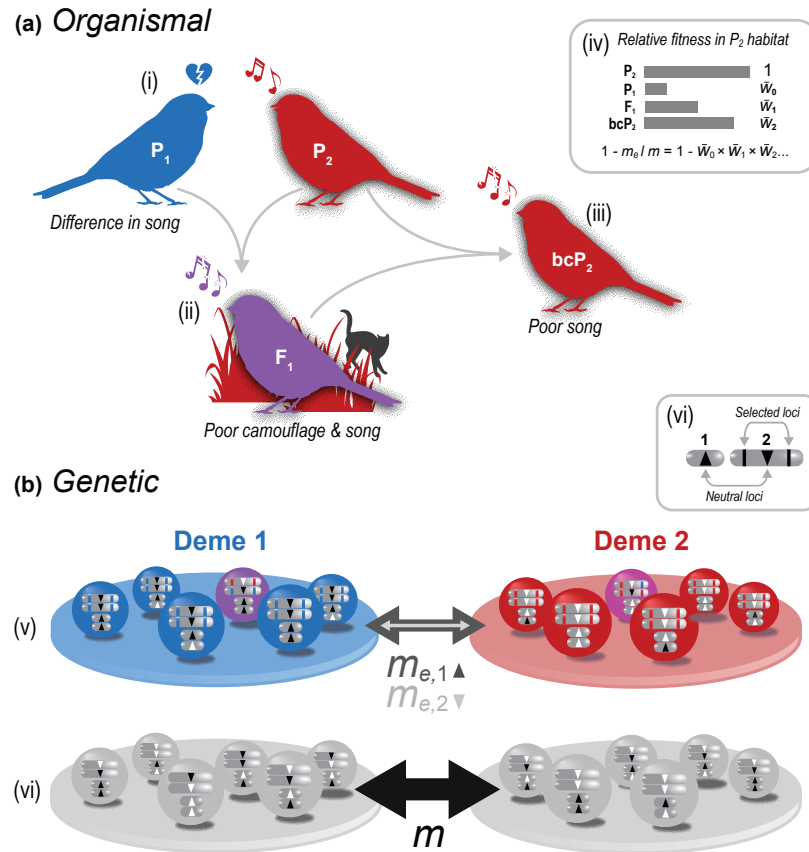 (a) Organismal
(i)
P₁
Difference in song
P₂
(ii)
F₁
Poor camouflage & song
(iii)
bcP₂
Poor song
(iv) Relative fitness in P₂ habitat
P₂ 1
P₁ w̄₀
F₁ w̄₁
bcP₂ w̄₂
1 - mₑ / m = 1 - w̄₀ × w̄₁ × w̄₂...
(vi) Selected loci
1 2
Neutral loci
(b) Genetic
Deme 1 Deme 2
(v)
mₑ,₁ ▲
mₑ,₂ ▼
(vi)
m